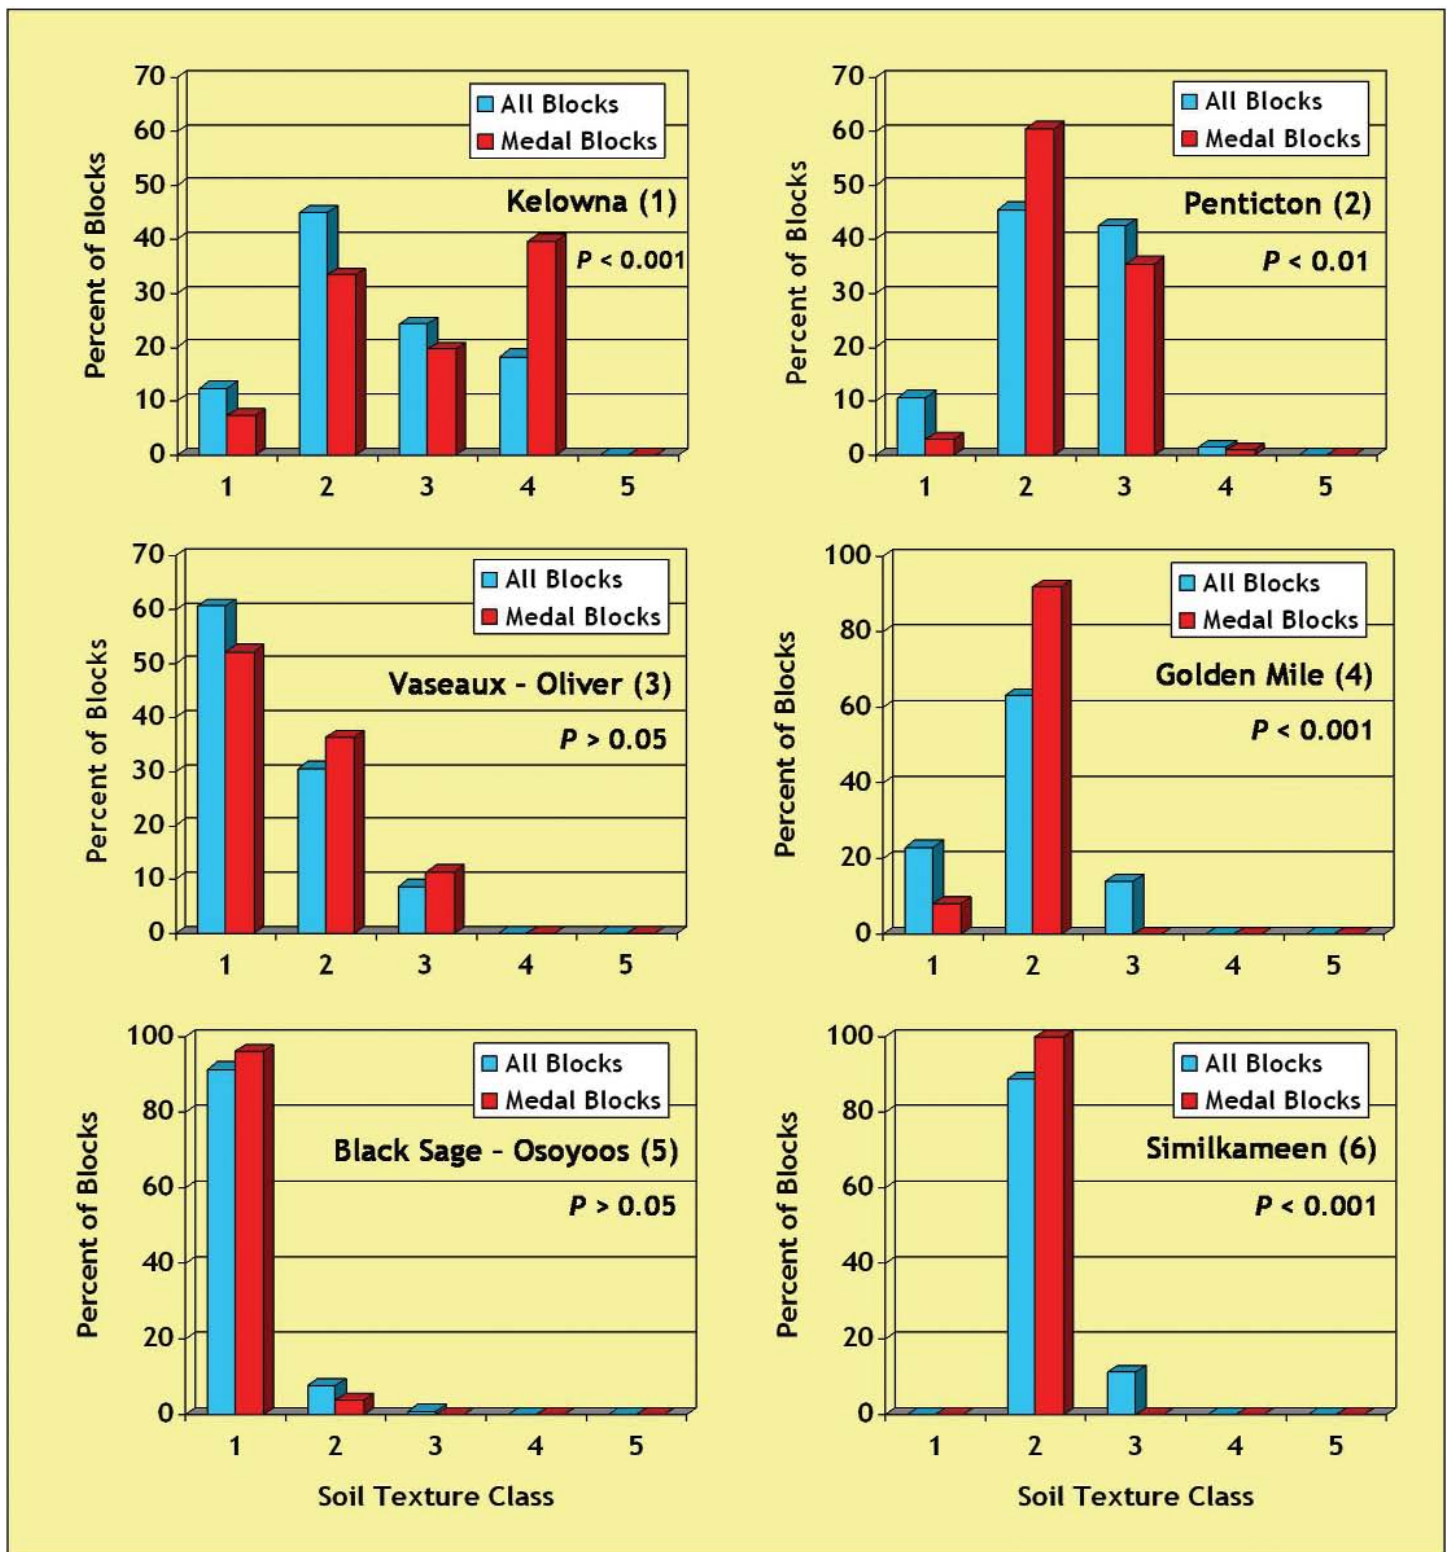 70
60
50
40
30
20
10
0
Percent of Blocks
All Blocks
Medal Blocks
Kelowna (1)
P < 0.001
1 2 3 4 5
70
60
50
40
30
20
10
0
Percent of Blocks
All Blocks
Medal Blocks
Penticton (2)
P < 0.01
1 2 3 4 5
70
60
50
40
30
20
10
0
Percent of Blocks
All Blocks
Medal Blocks
Vaseaux - Oliver (3)
P > 0.05
1 2 3 4 5
100
80
60
40
20
0
Percent of Blocks
All Blocks
Medal Blocks
Golden Mile (4)
P < 0.001
1 2 3 4 5
100
80
60
40
20
0
Percent of Blocks
All Blocks
Medal Blocks
Black Sage - Osoyoos (5)
P > 0.05
1 2 3 4 5
Soil Texture Class
100
80
60
40
20
0
Percent of Blocks
All Blocks
Medal Blocks
Similkameen (6)
P < 0.001
1 2 3 4 5
Soil Texture Class